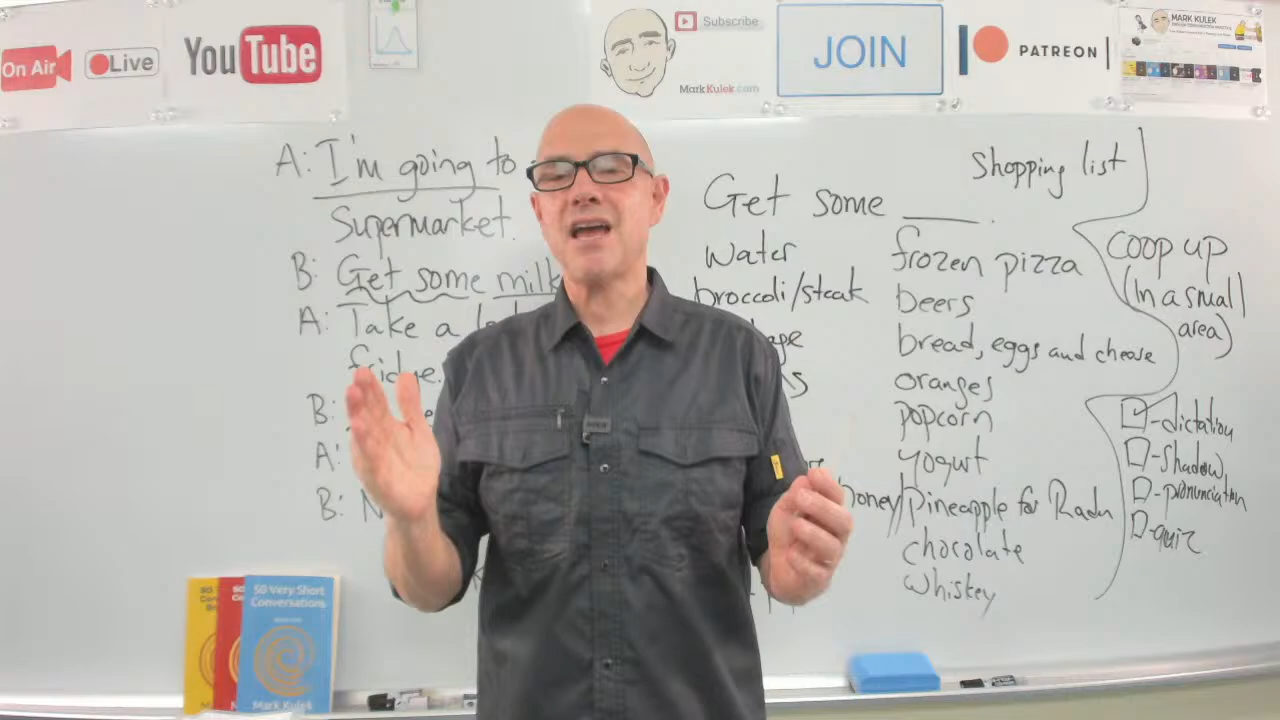 On Air
Live
YouTube
Subscribe
MarkKulek.com
JOIN
PATREON
MARK KULEK
A: I'm going to
Supermarket.
B: Get some milk
A: Take a
fridge.
B:
A:
B:
Get some ____.
water
broccoli/steak
Shopping list
frozen pizza
beers
bread, eggs and cheese
oranges
popcorn
yogurt
honey/pineapple for Radu
chocolate
whiskey
coop up
(in a small
area)
-dictation
-shadow
-pronunciation
-quiz
50 Very Short
Conversations
Mark Kulek